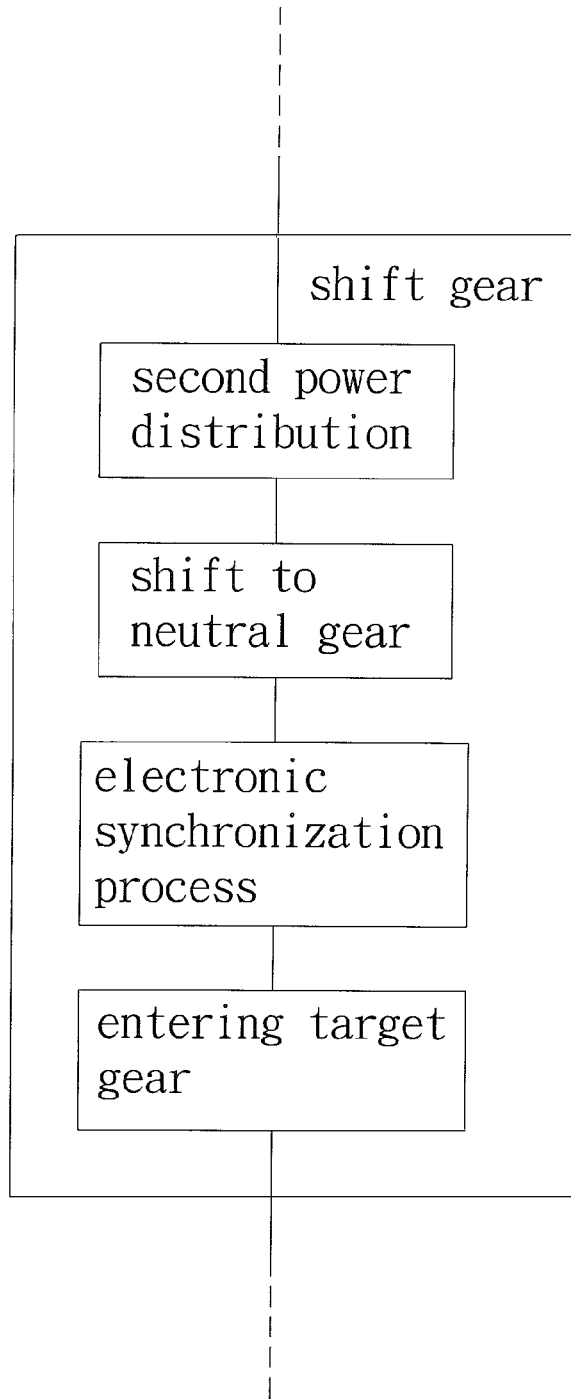 shift gear
second power
distribution
shift to
neutral gear
electronic
synchronization
process
entering target
gear